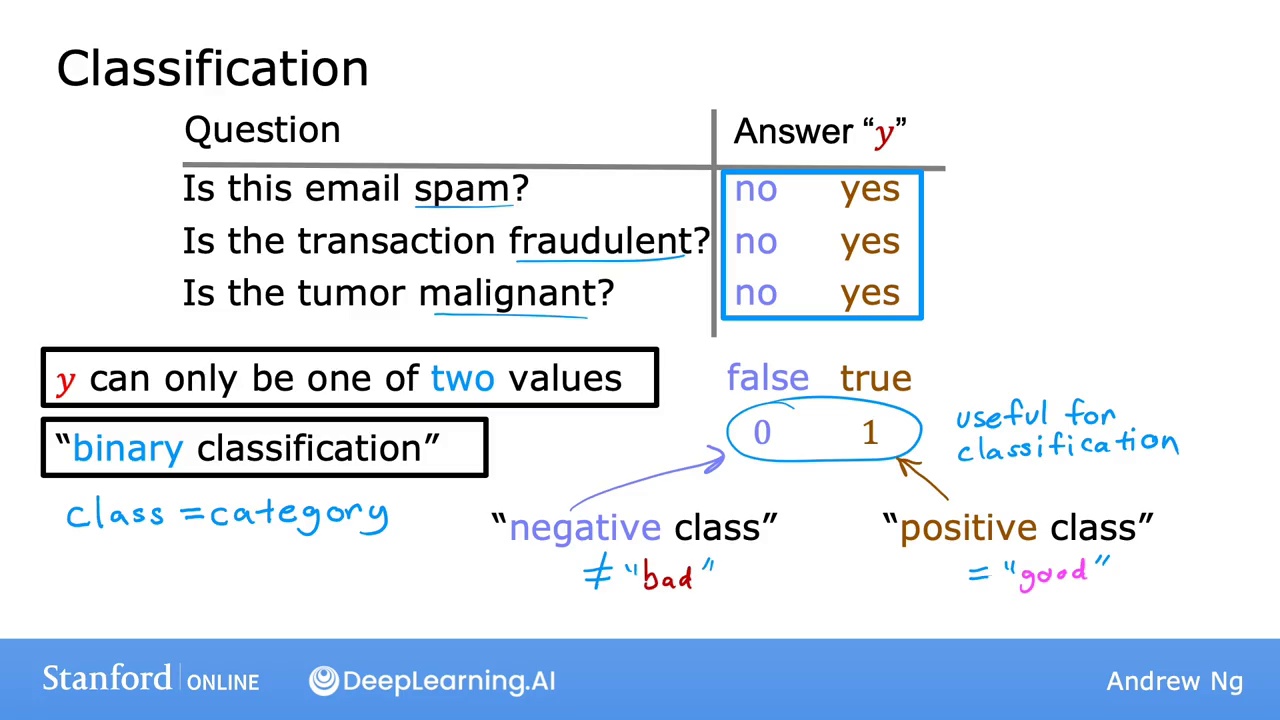 Classification
Question Answer “y”
Is this email spam? no yes
Is the transaction fraudulent? no yes
Is the tumor malignant? no yes
y can only be one of two values false true
“binary classification” 0 1 useful for
classification
class = category
“negative class” “positive class”
≠ “bad” = “good”
Stanford ONLINE DeepLearning.AI Andrew Ng